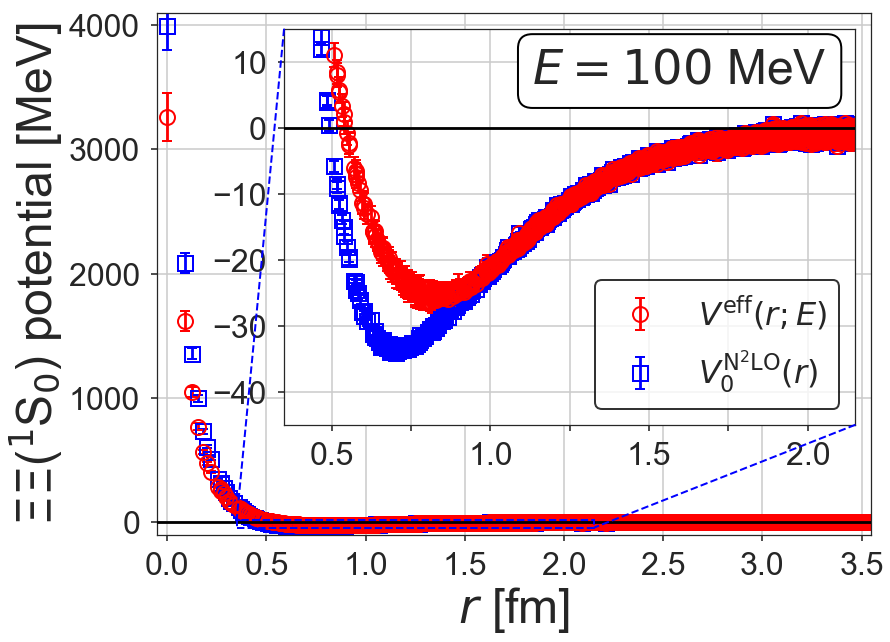 ΞΞ(¹S₀) potential [MeV]
4000
3000
2000
1000
0
10
0
−10
−20
−30
−40
E = 100 MeV
V^eff(r; E)
V₀^N²LO(r)
0.5 1.0 1.5 2.0
0.0 0.5 1.0 1.5 2.0 2.5 3.0 3.5
r [fm]